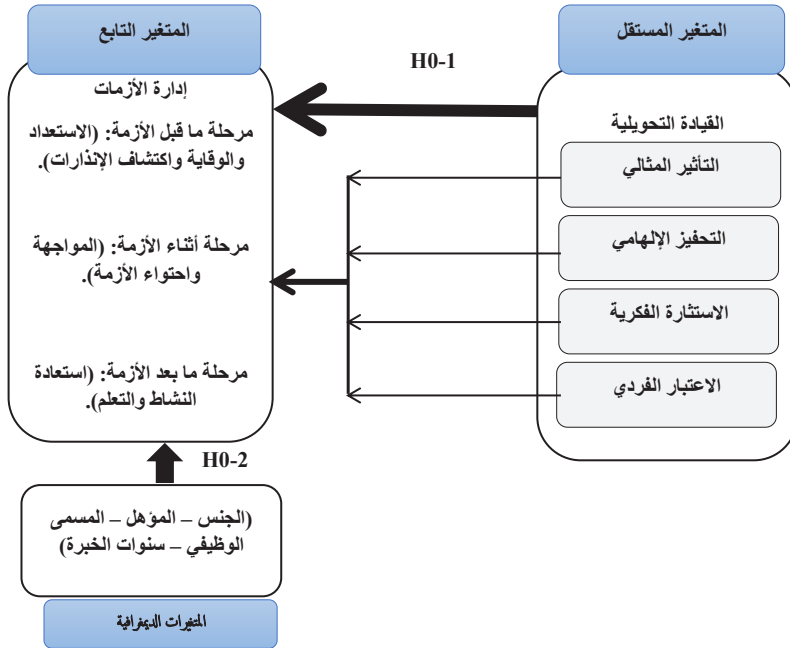 المتغير المستقل
القيادة التحويلية
التأثير المثالي
التحفيز الإلهامي
الاستثارة الفكرية
الاعتبار الفردي
H0-1
المتغير التابع
إدارة الأزمات
مرحلة ما قبل الأزمة: (الاستعداد
والوقاية واكتشاف الإنذارات).
مرحلة أثناء الأزمة: (المواجهة
واحتواء الأزمة).
مرحلة ما بعد الأزمة: (استعادة
النشاط والتعلم).
H0-2
(الجنس – المؤهل – المسمى
الوظيفي – سنوات الخبرة)
المتغيرات الديمغرافية